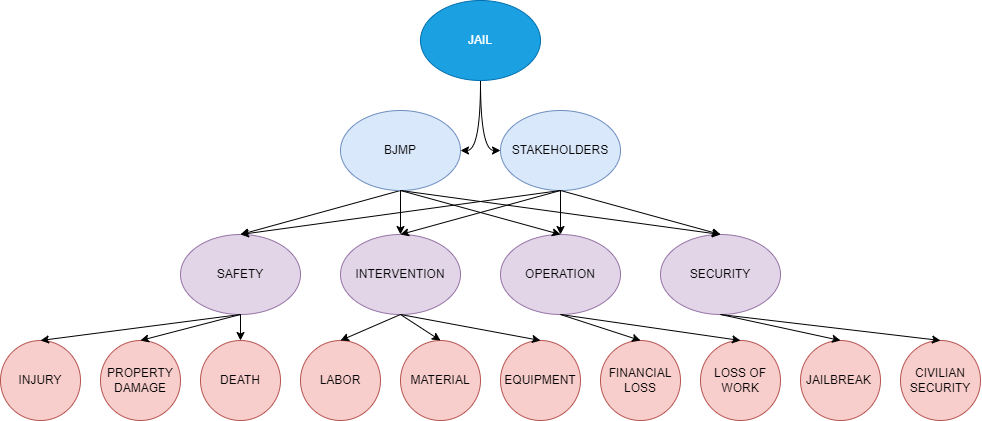 JAIL
BJMP
STAKEHOLDERS
SAFETY
INTERVENTION
OPERATION
SECURITY
INJURY
PROPERTY
DAMAGE
DEATH
LABOR
MATERIAL
EQUIPMENT
FINANCIAL
LOSS
LOSS OF
WORK
JAILBREAK
CIVILIAN
SECURITY